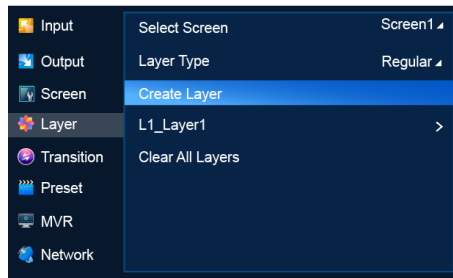 Input
Output
Screen
Layer
Transition
Preset
MVR
Network
Select Screen Screen1
Layer Type Regular
Create Layer
L1_Layer1 >
Clear All Layers